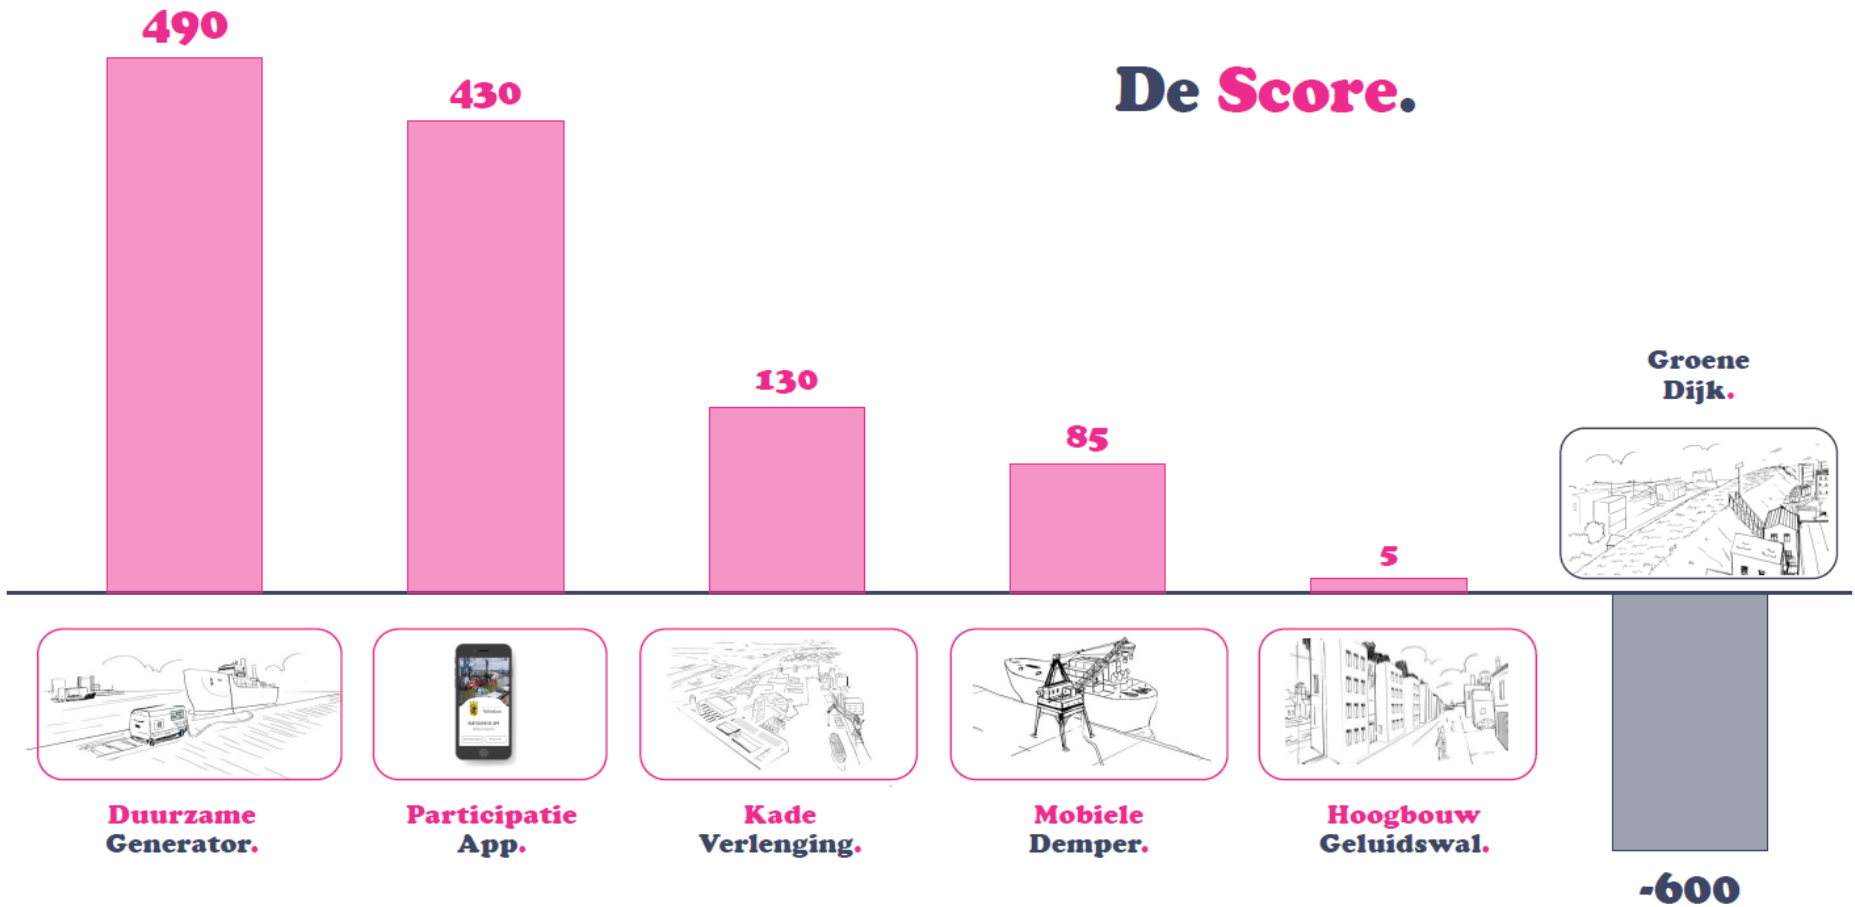 490
430
De Score.
130
85
5
Groene
Dijk.
Duurzame
Generator.
Participatie
App.
Kade
Verlenging.
Mobiele
Demper.
Hoogbouw
Geluidswal.
-600